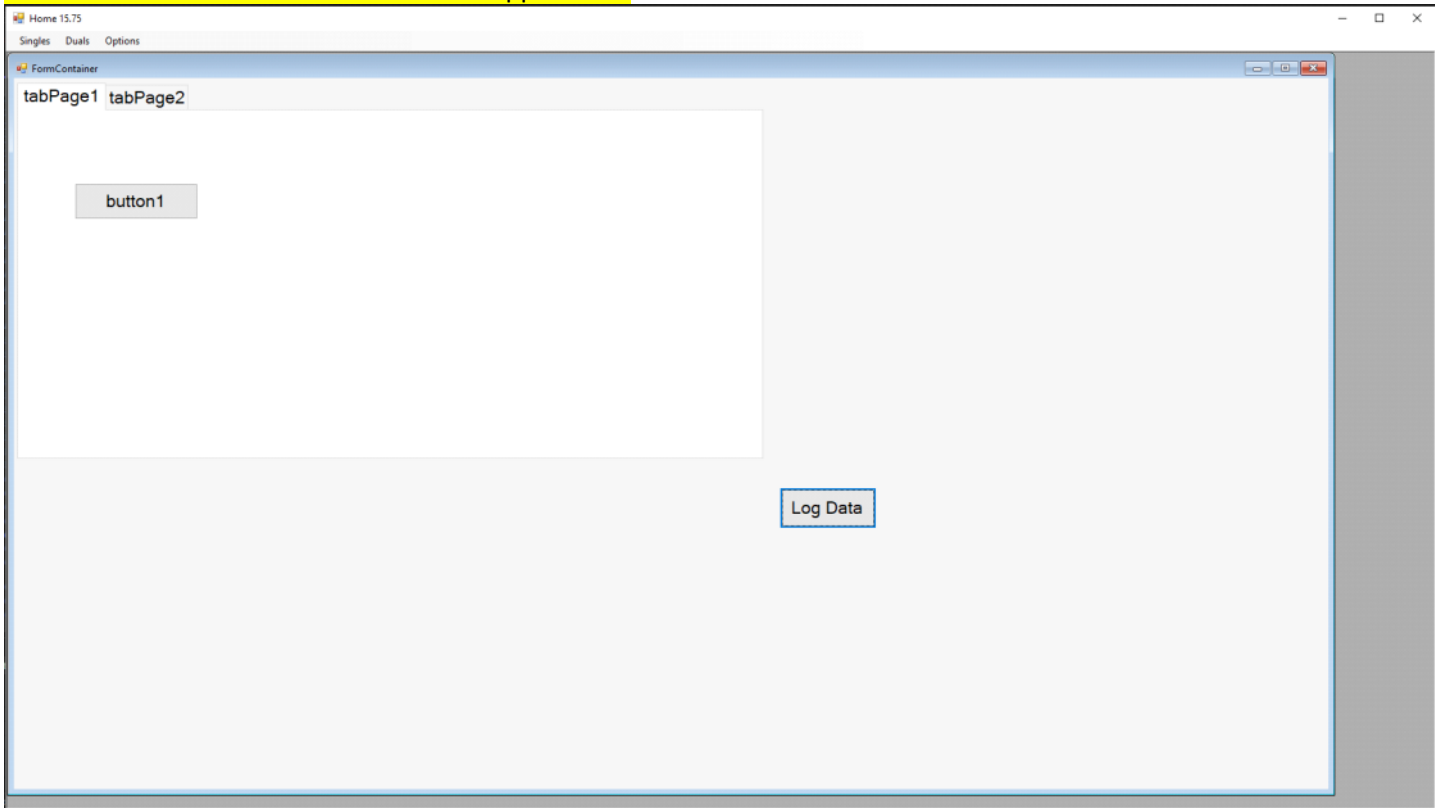 Home 15.75
Singles Duals Options
FormContainer
tabPage1 tabPage2
button1
Log Data